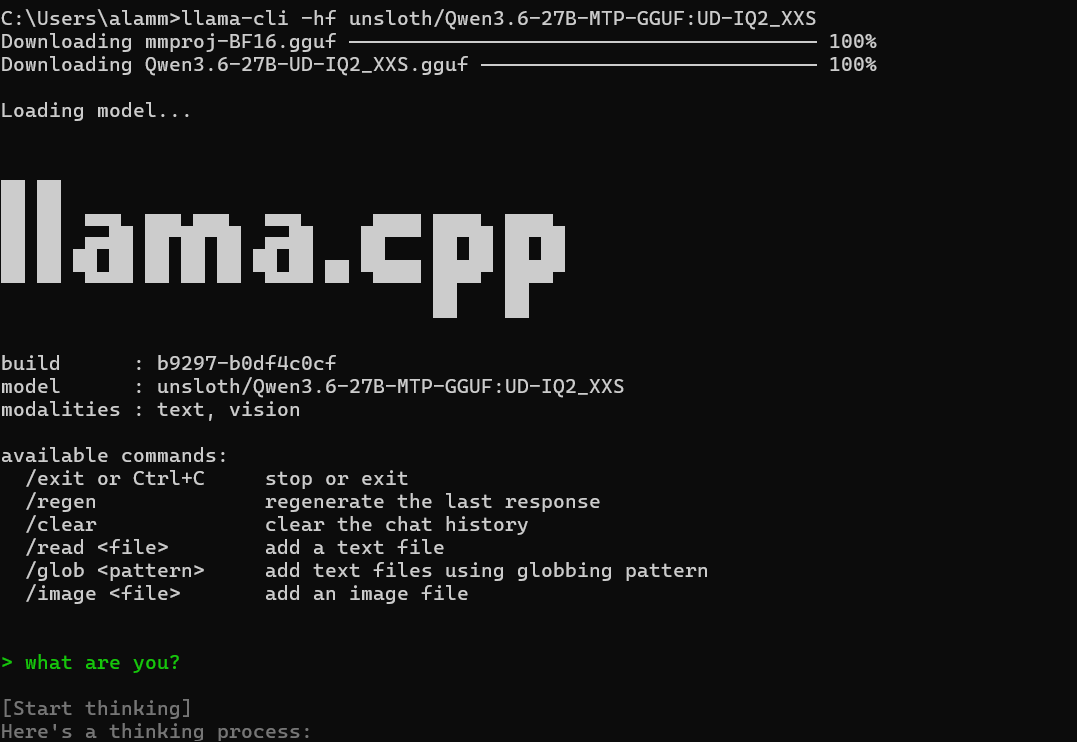 C:\Users\alamm>llama-cli -hf unsloth/Qwen3.6-27B-MTP-GGUF:UD-IQ2_XXS
Downloading mmproj-BF16.gguf ─────────────────────────────────────── 100%
Downloading Qwen3.6-27B-UD-IQ2_XXS.gguf ──────────────────────────── 100%
Loading model...
llama.cpp
build      : b9297-b0df4c0cf
model      : unsloth/Qwen3.6-27B-MTP-GGUF:UD-IQ2_XXS
modalities : text, vision
available commands:
  /exit or Ctrl+C     stop or exit
  /regen              regenerate the last response
  /clear              clear the chat history
  /read <file>        add a text file
  /glob <pattern>     add text files using globbing pattern
  /image <file>       add an image file
> what are you?
[Start thinking]
Here's a thinking process: